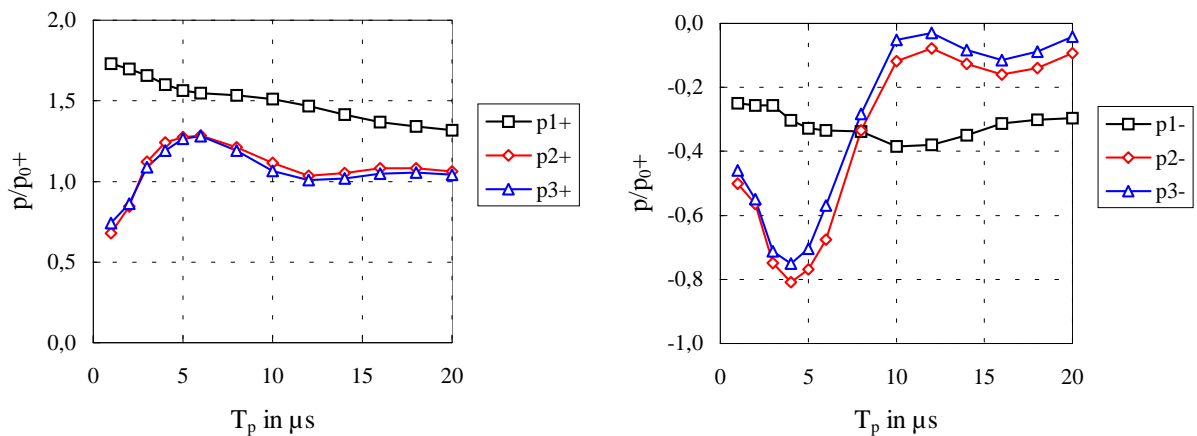 2,0
1,5
1,0
0,5
0,0
p/p0+
0 5 10 15 20
Tp in µs
p1+
p2+
p3+
0,0
-0,2
-0,4
-0,6
-0,8
-1,0
p/p0+
0 5 10 15 20
Tp in µs
p1-
p2-
p3-